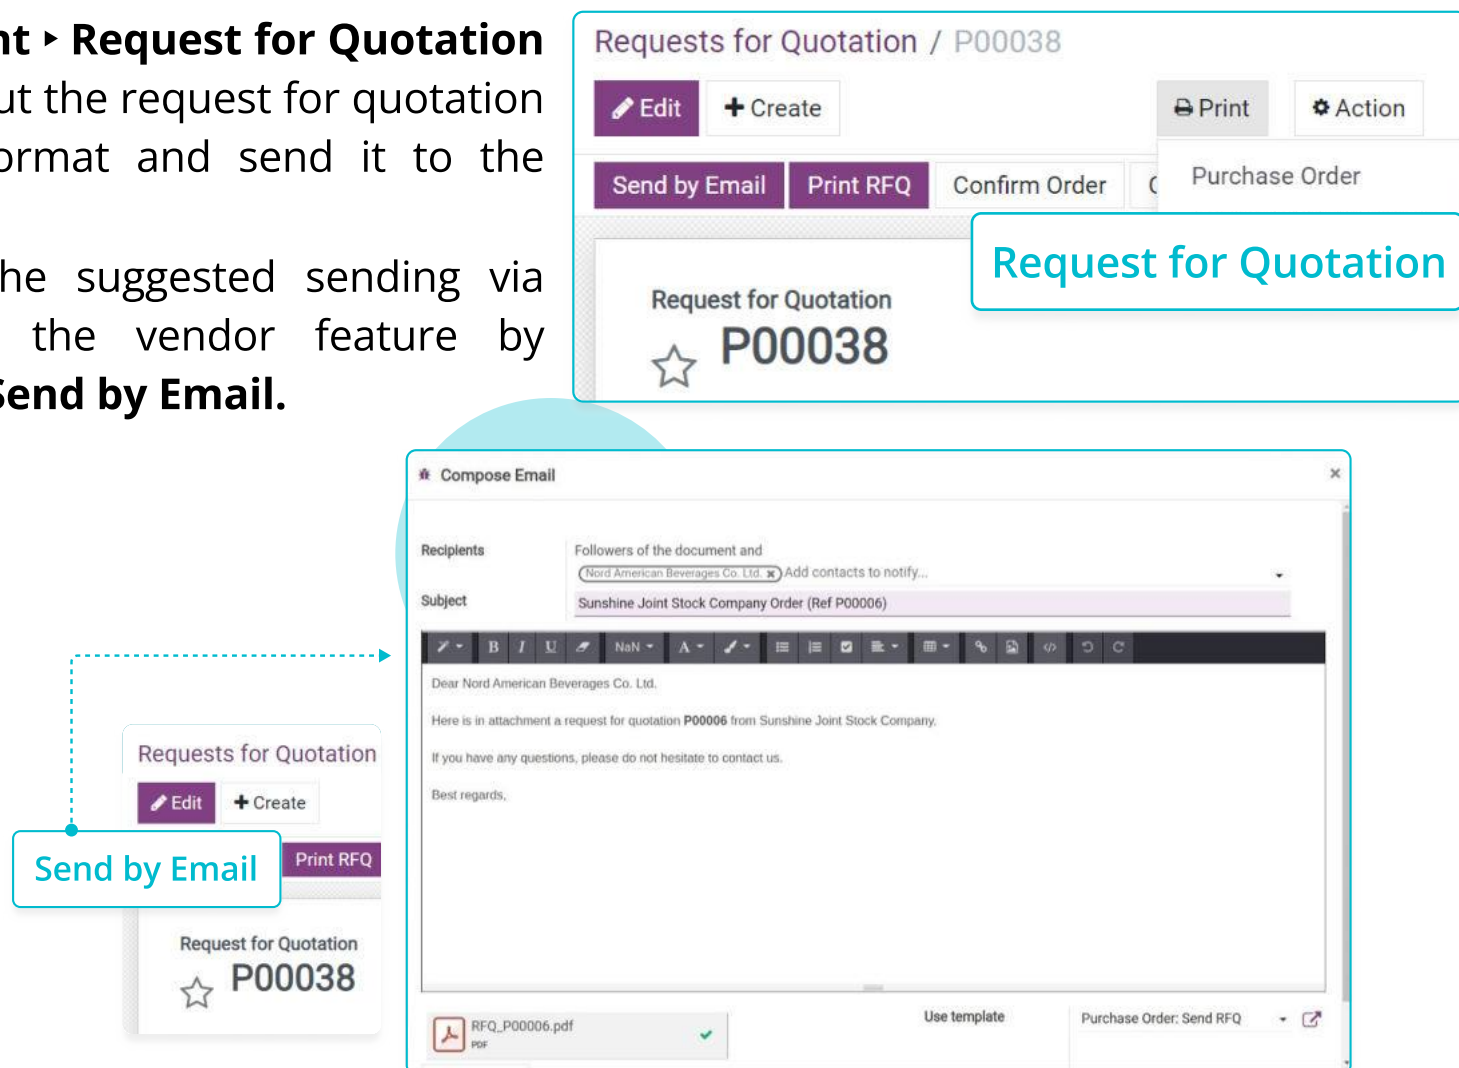 nt ‣ Request for Quotation
ut the request for quotation
ormat and send it to the
he suggested sending via
the vendor feature by
Send by Email.
Requests for Quotation / P00038
Edit
Create
Print
Action
Send by Email
Print RFQ
Confirm Order
Purchase Order
Request for Quotation
Request for Quotation
P00038
Compose Email
Recipients
Followers of the document and
Nord American Beverages Co. Ltd. × Add contacts to notify...
Subject
Sunshine Joint Stock Company Order (Ref P00006)
B I U NaN A
Dear Nord American Beverages Co. Ltd.
Here is in attachment a request for quotation P00006 from Sunshine Joint Stock Company.
If you have any questions, please do not hesitate to contact us.
Best regards,
RFQ_P00006.pdf
PDF
Use template
Purchase Order: Send RFQ
Requests for Quotation
Edit
Create
Send by Email
Print RFQ
Request for Quotation
P00038